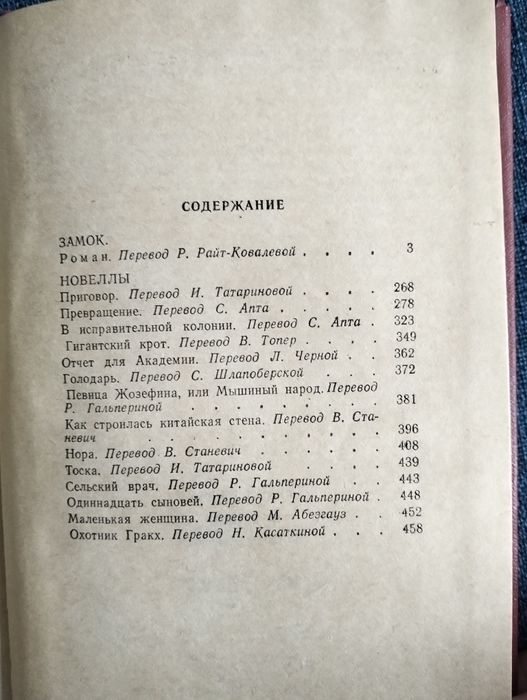 СОДЕРЖАНИЕ
ЗАМОК.
Роман. Перевод Р. Райт-Ковалевой . . . . 3
НОВЕЛЛЫ
Приговор. Перевод И. Татариновой . . . . 268
Превращение. Перевод С. Апта . . . . . 278
В исправительной колонии. Перевод С. Апта . 323
Гигантский крот. Перевод В. Топер . . . 349
Отчет для Академии. Перевод Л. Черной . . 362
Голодарь. Перевод С. Шлапоберской . . . 372
Певица Жозефина, или Мышиный народ. Перевод
Р. Гальпериной . . . . . . . . 381
Как строилась китайская стена. Перевод В. Ста-
невич . . . . . . . . . . 396
Нора. Перевод В. Станевич . . . . . 408
Тоска. Перевод И. Татариновой . . . . 439
Сельский врач. Перевод Р. Гальпериной . . 443
Одиннадцать сыновей. Перевод Р. Гальпериной . 448
Маленькая женщина. Перевод М. Абезгауз . . 452
Охотник Гракх. Перевод Н. Касаткиной . . . 458